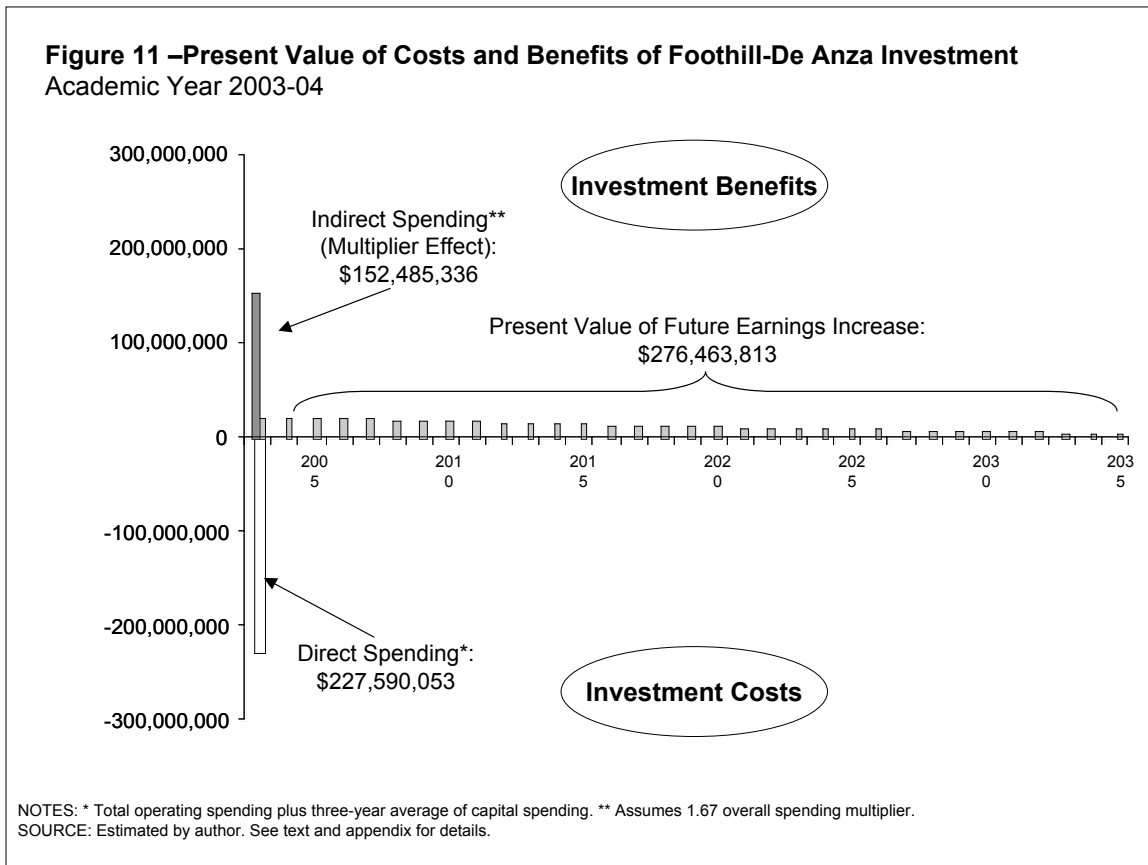 Figure 11 –Present Value of Costs and Benefits of Foothill-De Anza Investment
Academic Year 2003-04
300,000,000
Investment Benefits
Indirect Spending**
(Multiplier Effect):
$152,485,336
200,000,000
Present Value of Future Earnings Increase:
$276,463,813
100,000,000
0
200 201 201 202 202 203 203
5 0 5 0 5 0 5
-100,000,000
-200,000,000
Direct Spending*:
$227,590,053
Investment Costs
-300,000,000
NOTES: * Total operating spending plus three-year average of capital spending. ** Assumes 1.67 overall spending multiplier.
SOURCE: Estimated by author. See text and appendix for details.